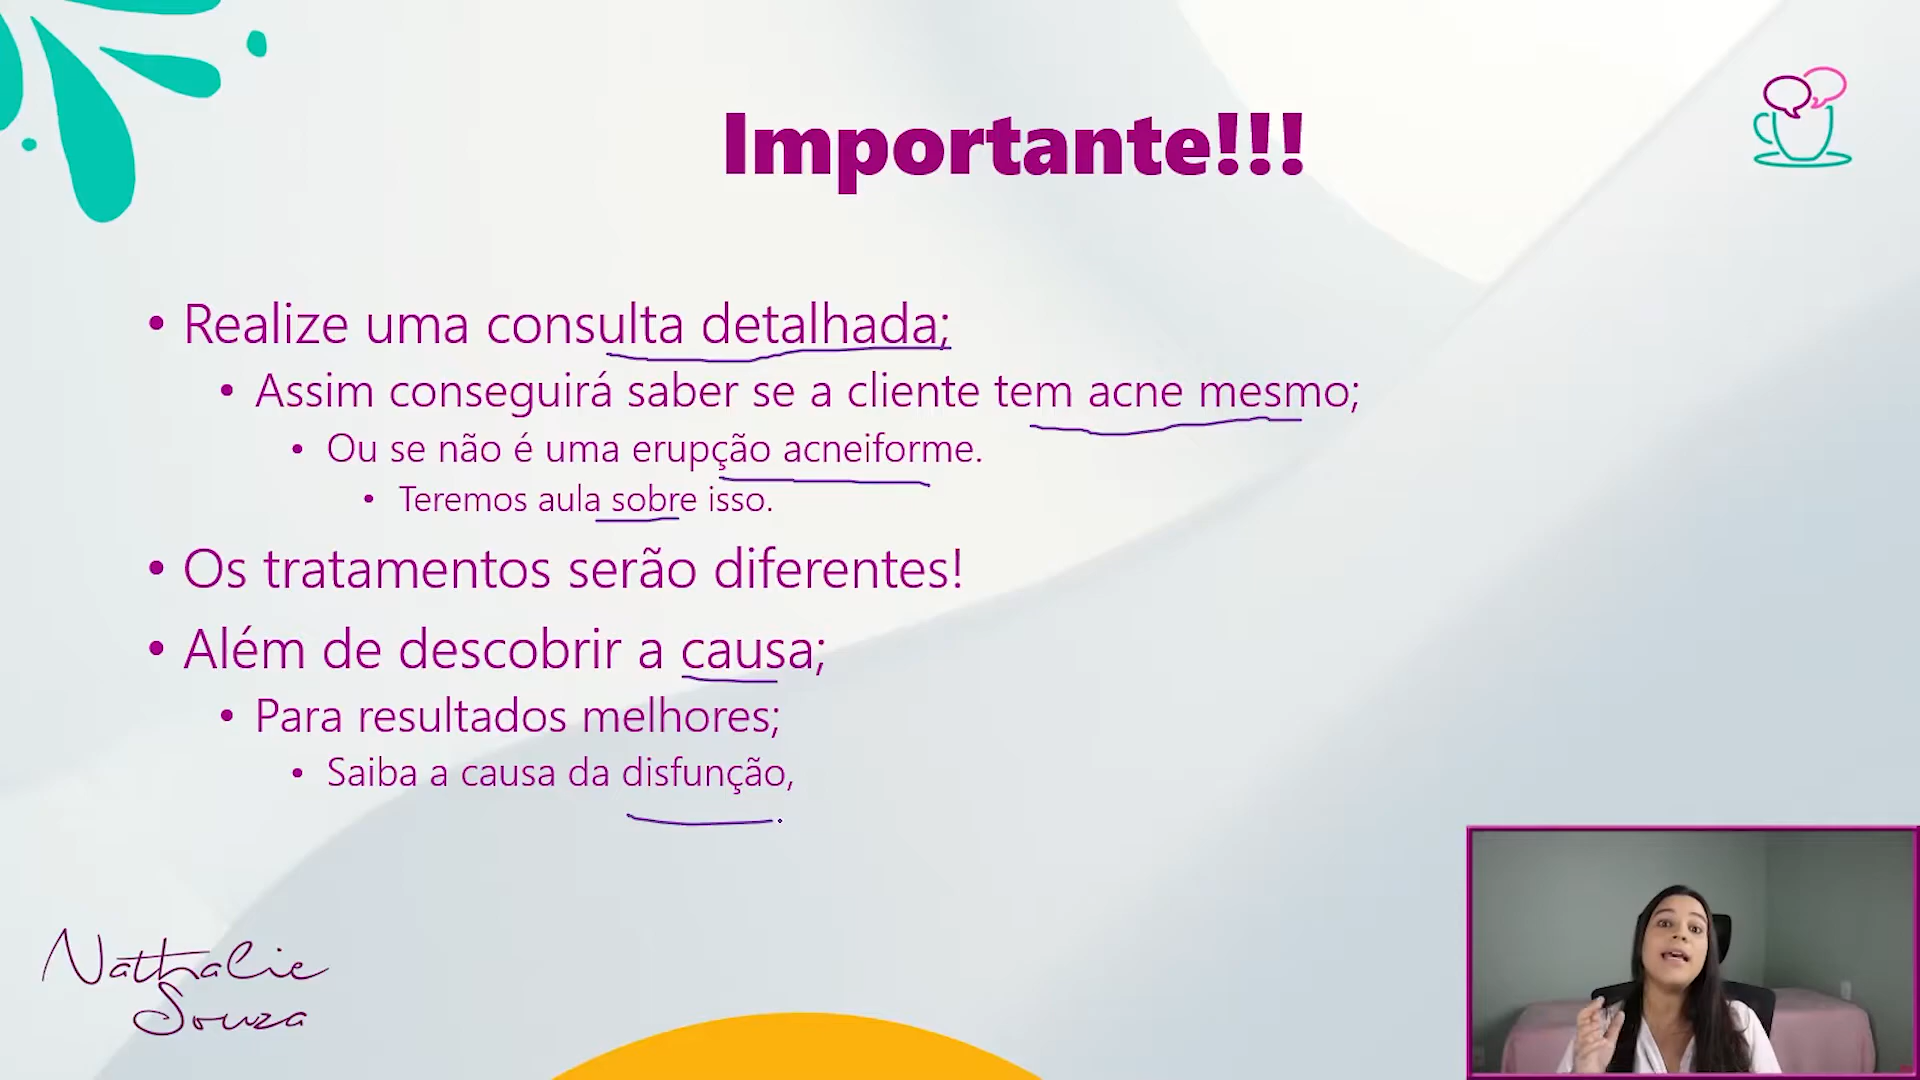 Importante!!!
• Realize uma consulta detalhada;
• Assim conseguirá saber se a cliente tem acne mesmo;
• Ou se não é uma erupção acneiforme.
• Teremos aula sobre isso.
• Os tratamentos serão diferentes!
• Além de descobrir a causa;
• Para resultados melhores;
• Saiba a causa da disfunção,
Nathalie
Souza